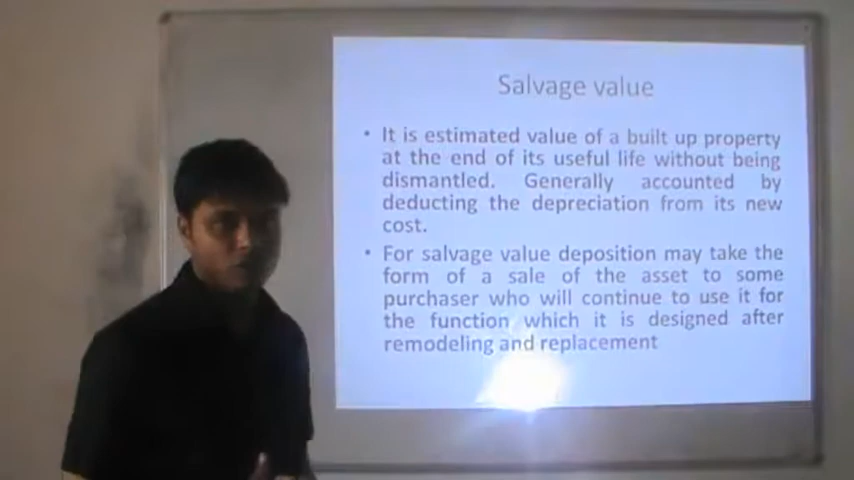 Salvage value
• It is estimated value of a built up property
at the end of its useful life without being
dismantled. Generally accounted by
deducting the depreciation from its new
cost.
• For salvage value deposition may take the
form of a sale of the asset to some
purchaser who will continue to use it for
the function which it is designed after
remodeling and replacement